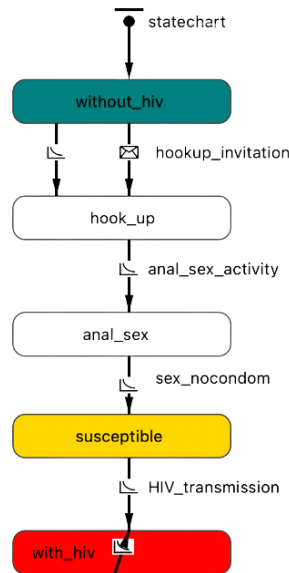 statechart
without_hiv
hookup_invitation
hook_up
anal_sex_activity
anal_sex
sex_nocondom
susceptible
HIV_transmission
with_hiv